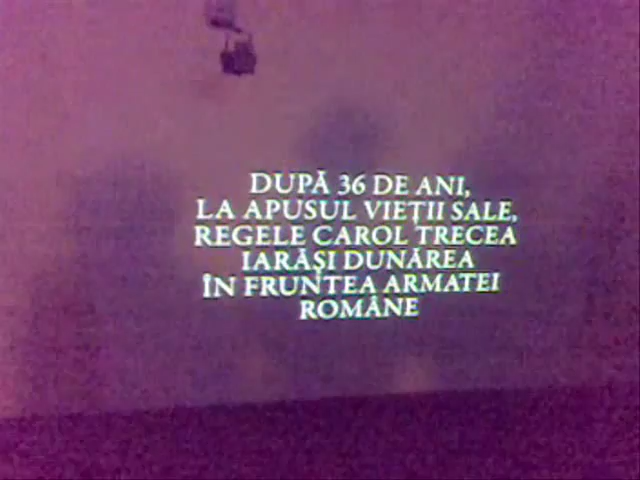 DUPĂ 36 DE ANI,
LA APUSUL VIEȚII SALE,
REGELE CAROL TRECEA
IARĂȘI DUNĂREA
ÎN FRUNTEA ARMATEI
ROMÂNE